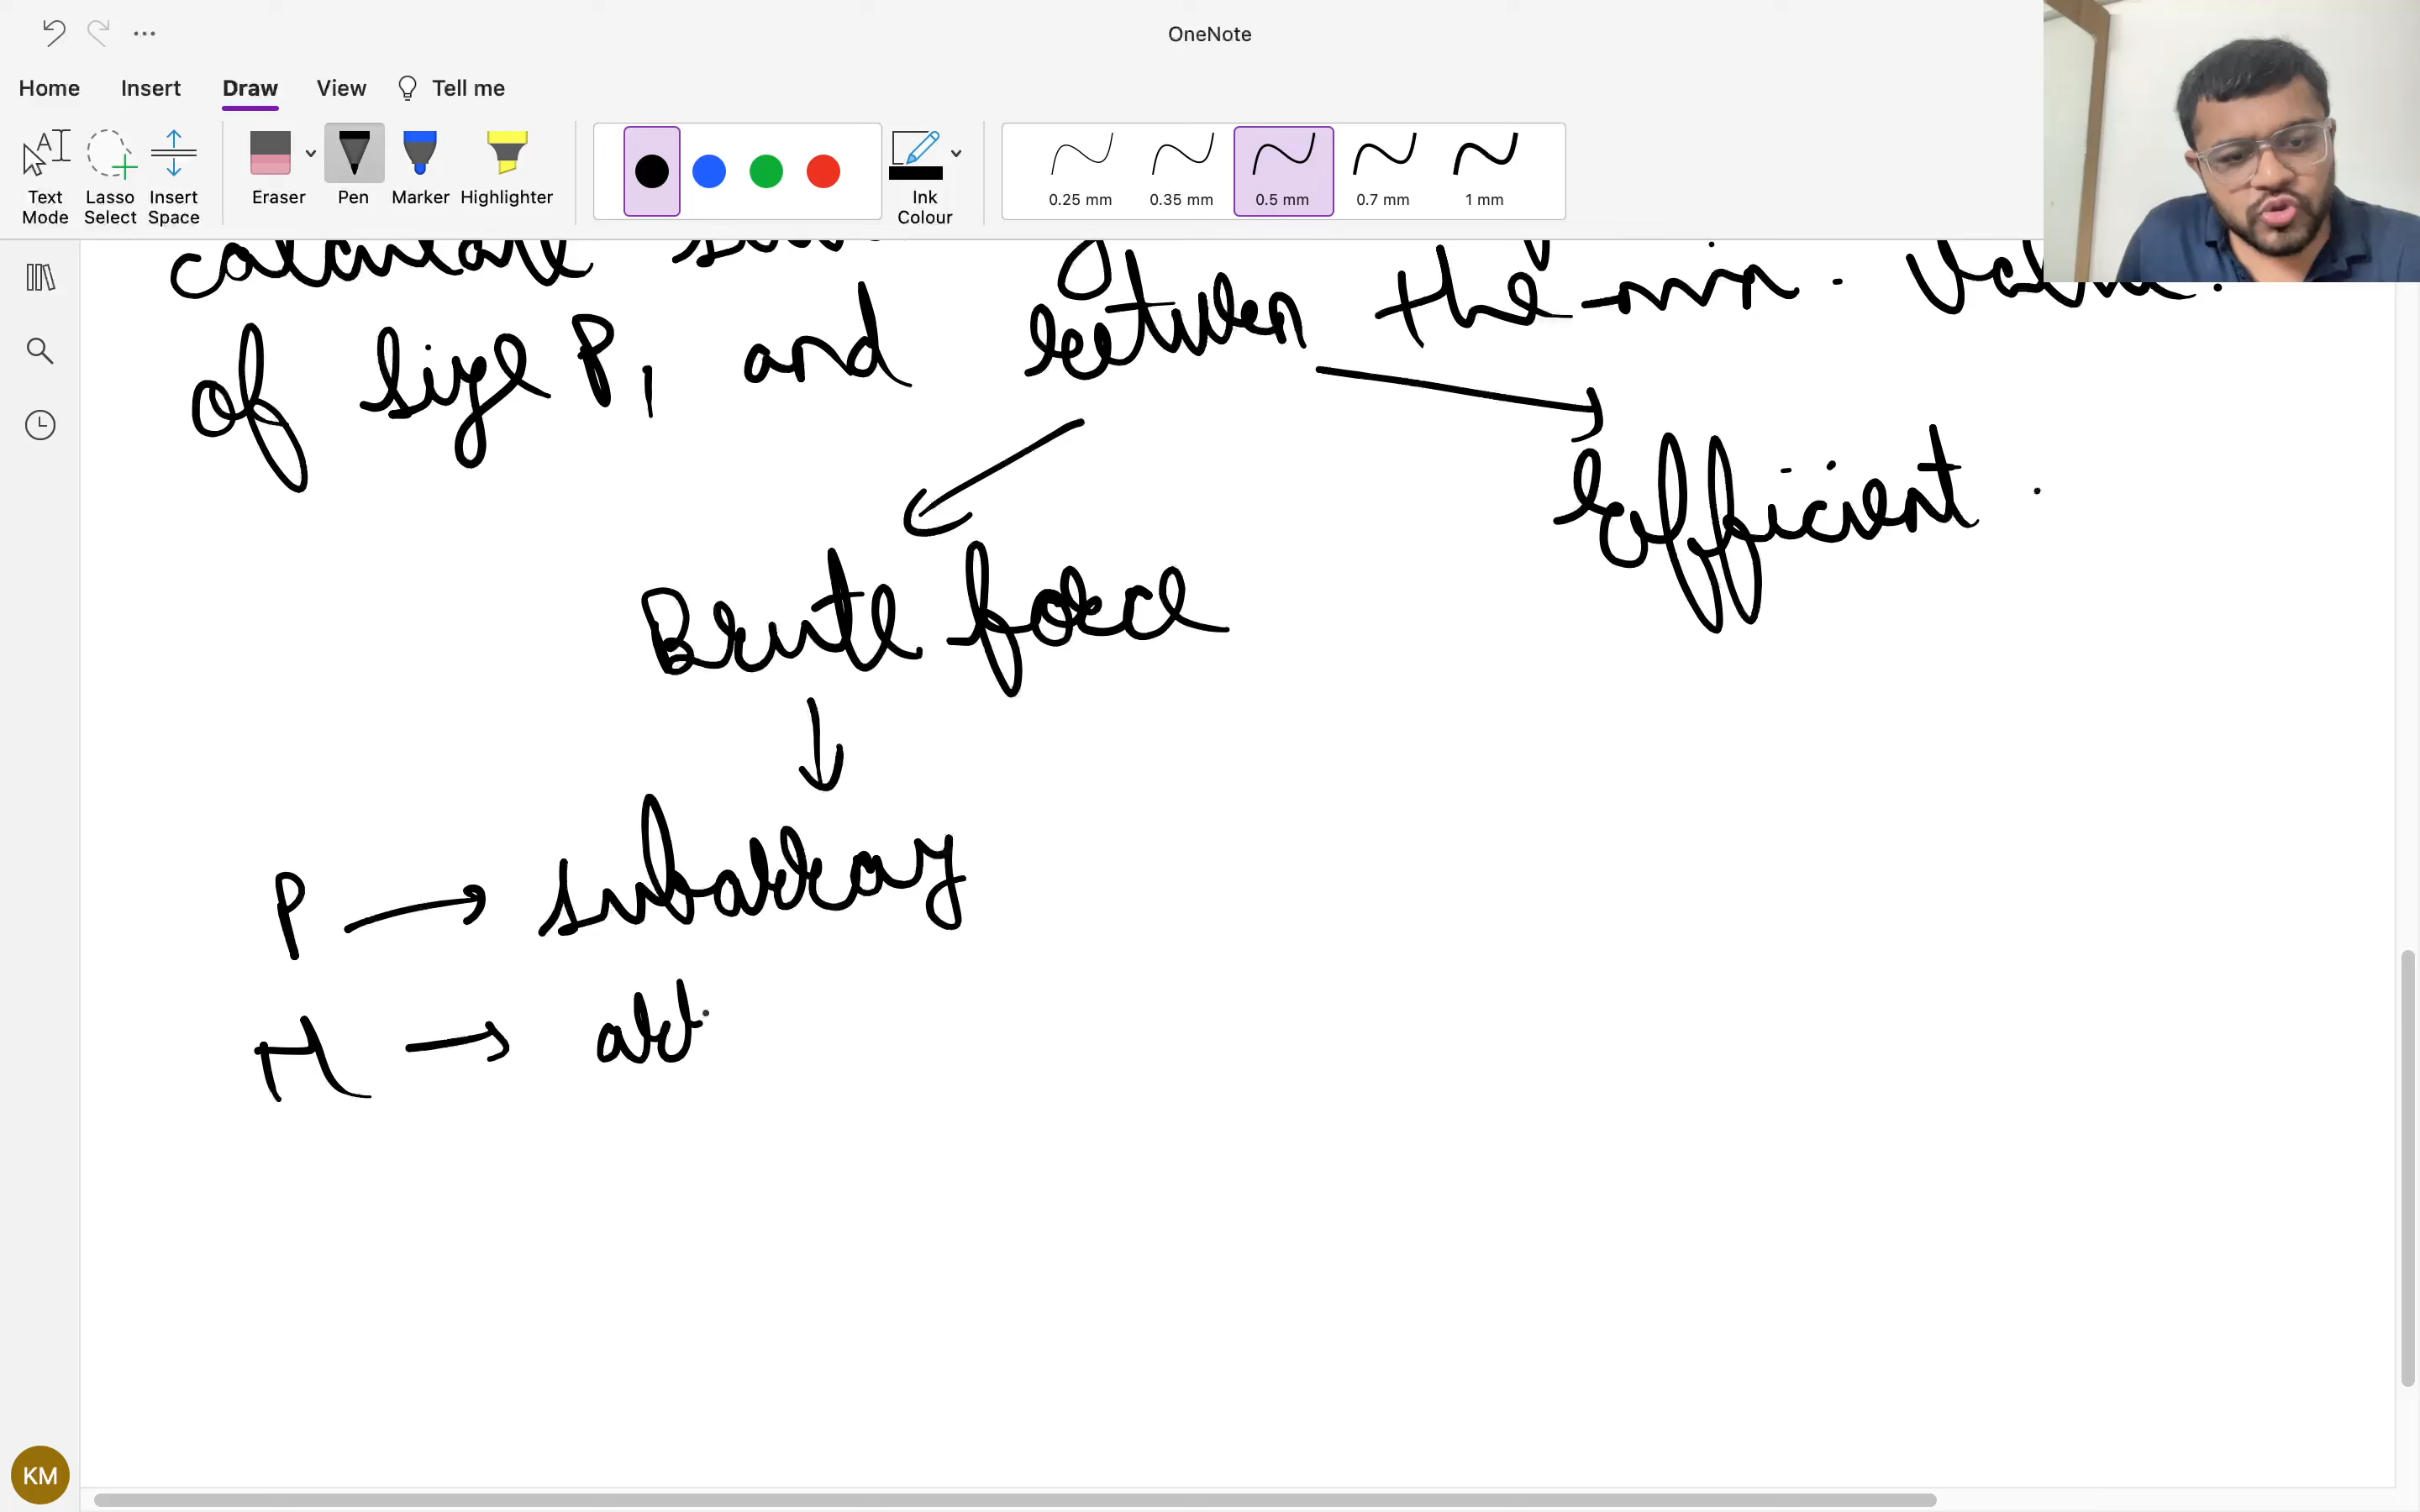 OneNote
Home Insert Draw View Tell me
Text Mode Lasso Select Insert Space Eraser Pen Marker Highlighter Ink Colour 0.25 mm 0.35 mm 0.5 mm 0.7 mm 1 mm
calculate
of size P, and return the min. value.
Efficient.
Brute force
P → subarray
N → arr
KM